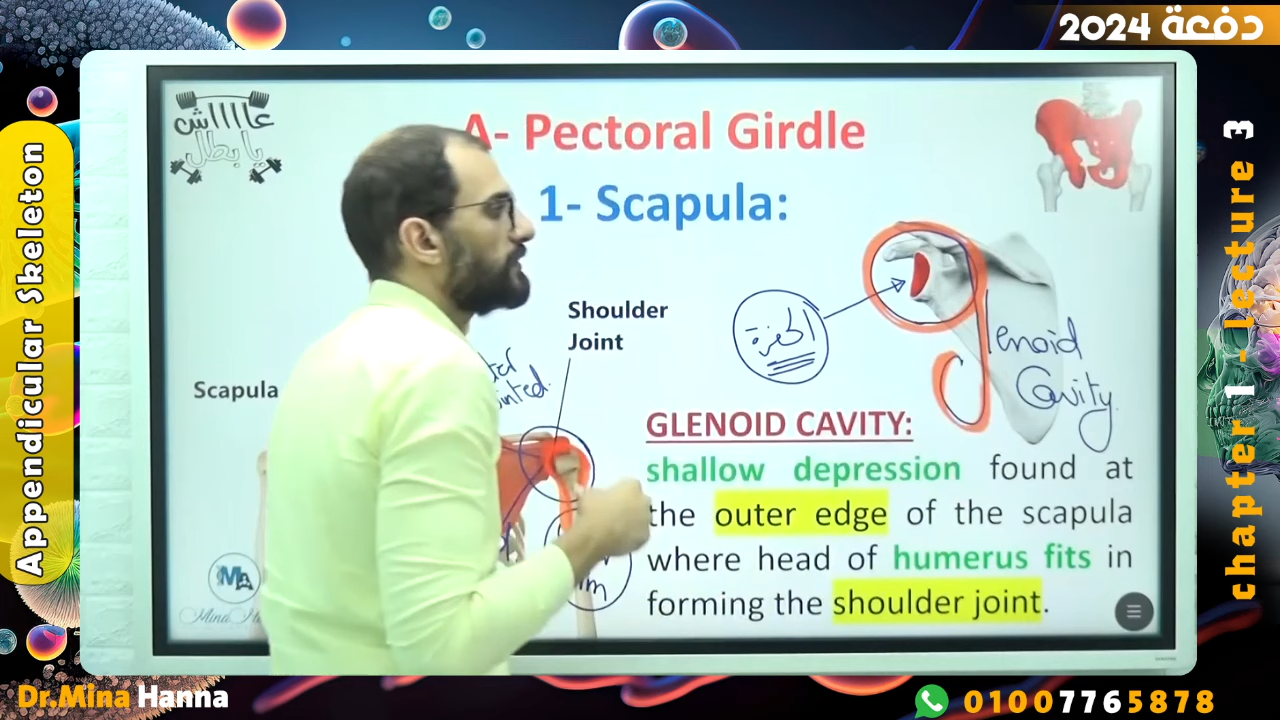 دفعة 2024
عاااااش
يا بطل
A- Pectoral Girdle
1- Scapula:
Shoulder
Joint
Scapula
Glenoid
Cavity
GLENOID CAVITY:
shallow depression found at
the outer edge of the scapula
where head of humerus fits in
forming the shoulder joint.
MA
Appendicular Skeleton
chapter 1 - lecture 3
Dr.Mina Hanna
01007765878